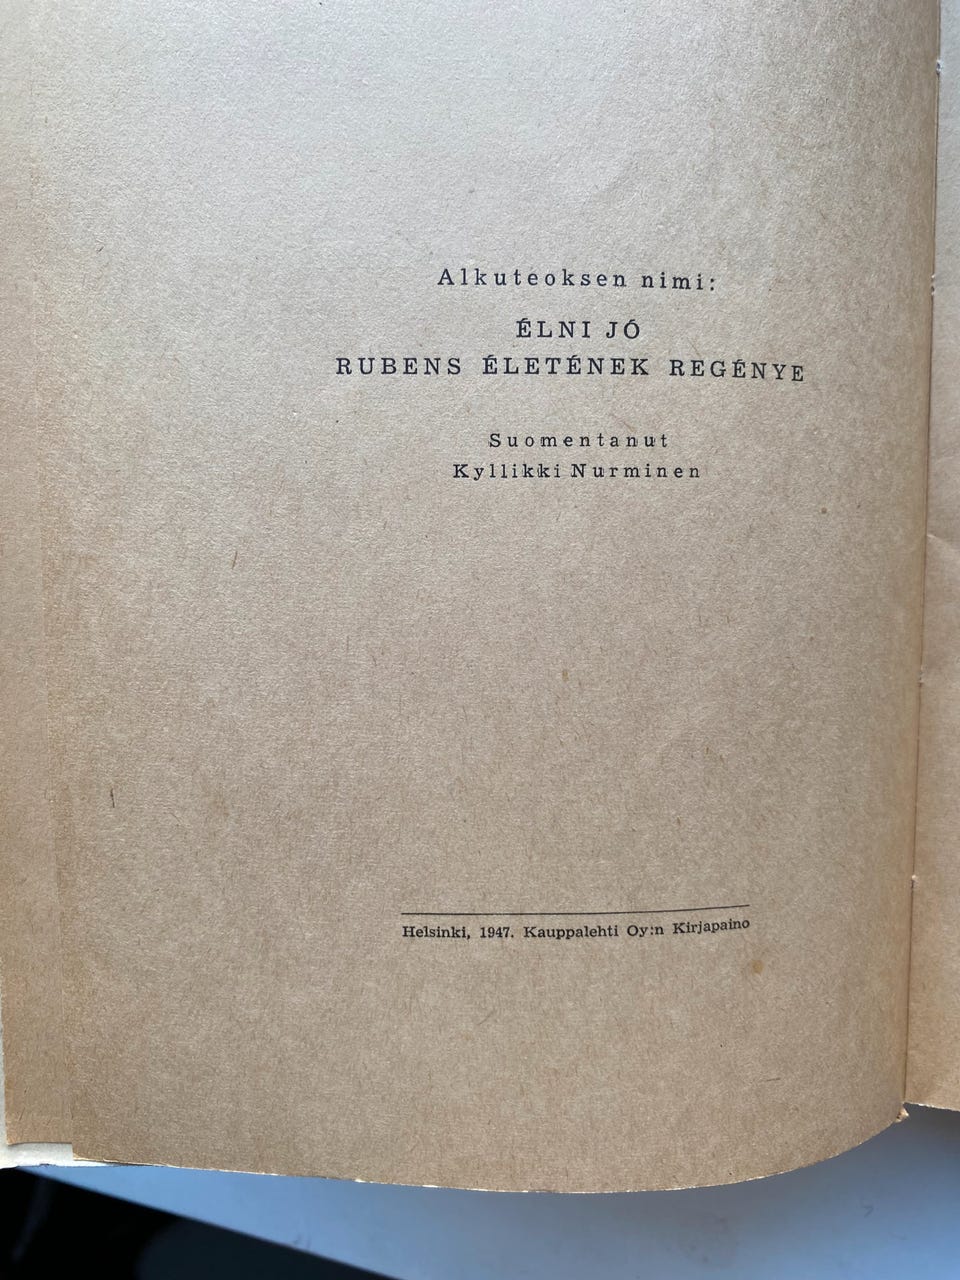 Alkuteoksen nimi:
ÉLNI JÓ
RUBENS ÉLETÉNEK REGÉNYE
Suomentanut
Kyllikki Nurminen
Helsinki, 1947. Kauppalehti Oy:n Kirjapaino